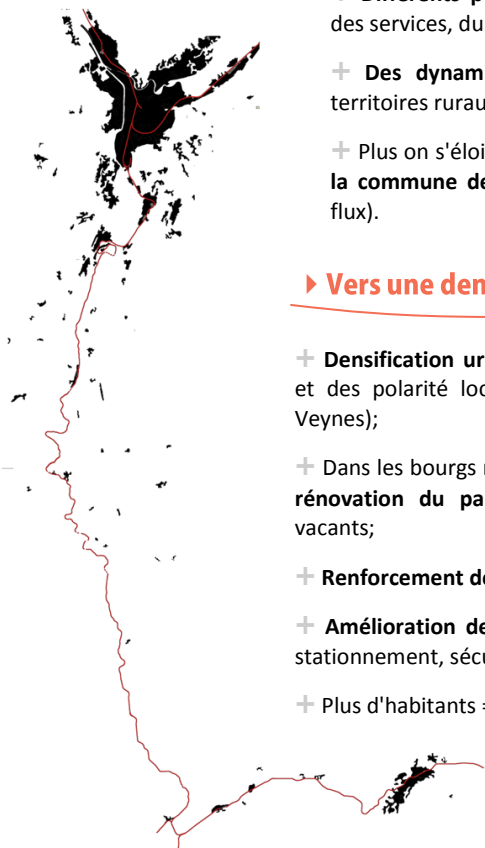 + Différents p
des services, du
+ Des dynam
territoires rurau
+ Plus on s'éloi
la commune de
flux).
Vers une den
+ Densification ur
et des polarité loc
Veynes);
+ Dans les bourgs r
rénovation du pa
vacants;
+ Renforcement de
+ Amélioration de
stationnement, sécu
+ Plus d'habitants =